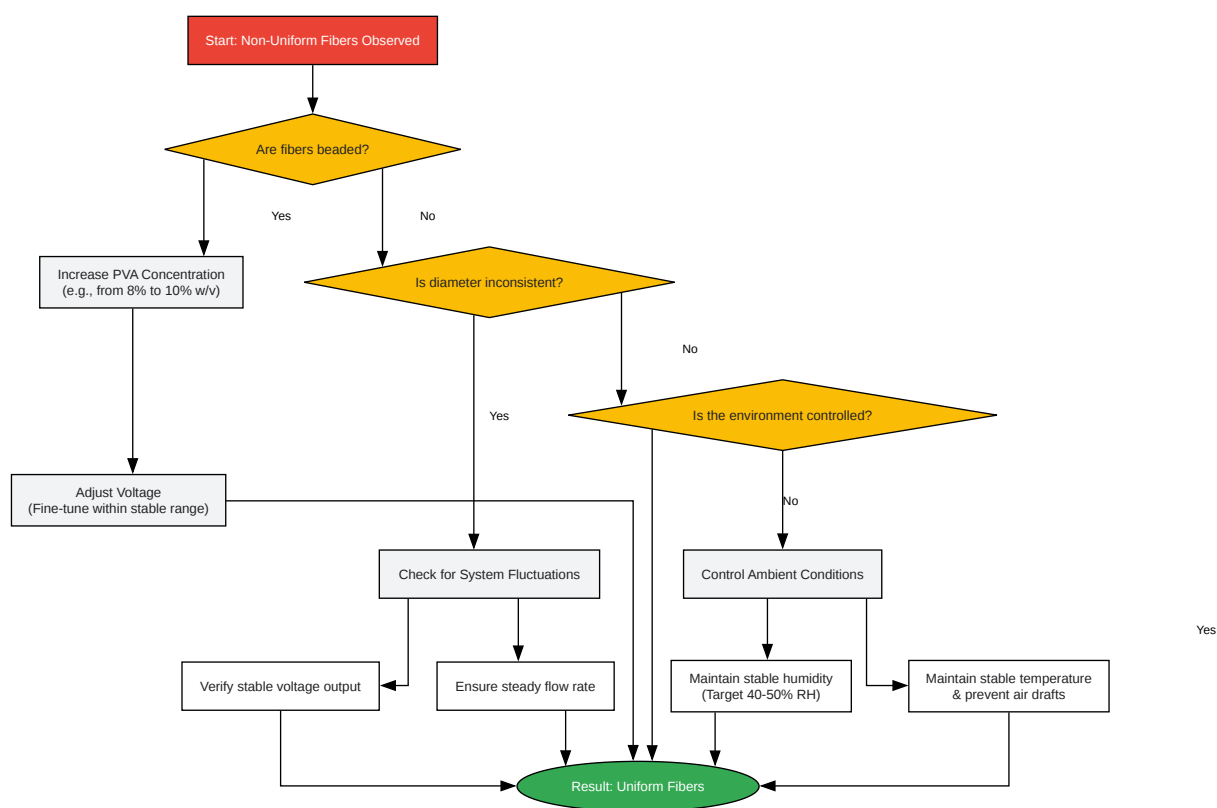 Start: Non-Uniform Fibers Observed
Are fibers beaded?
Yes
No
Increase PVA Concentration
(e.g., from 8% to 10% w/v)
Is diameter inconsistent?
No
Yes
Is the environment controlled?
Adjust Voltage
(Fine-tune within stable range)
No
Check for System Fluctuations
Control Ambient Conditions
Yes
Verify stable voltage output
Ensure steady flow rate
Maintain stable humidity
(Target 40-50% RH)
Maintain stable temperature
& prevent air drafts
Result: Uniform Fibers